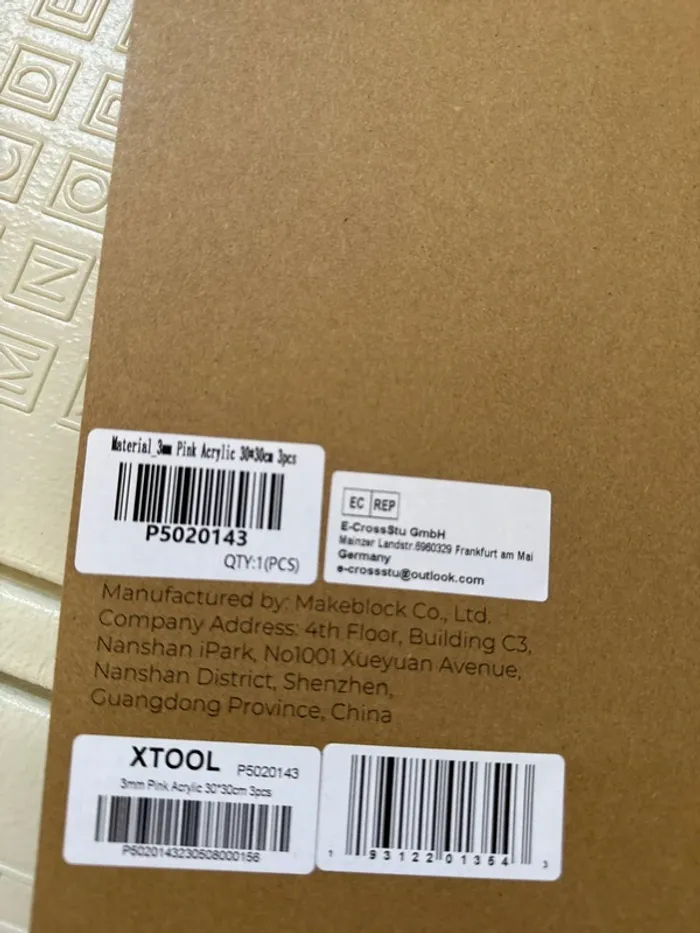 E
D
C
O
N
M
Material_3mm Pink Acrylic 30*30cm 3pcs
P5020143
QTY:1(PCS)
EC REP
E-CrossStu GmbH
Mainzer Landstr.6960329 Frankfurt am Mai
Germany
e-crossstu@outlook.com
Manufactured by: Makeblock Co., Ltd.
Company Address: 4th Floor, Building C3,
Nanshan iPark, No1001 Xueyuan Avenue,
Nanshan District, Shenzhen,
Guangdong Province, China
XTOOL P5020143
3mm Pink Acrylic 30*30cm 3pcs
P5020143230508000156
1 93122 01354 3